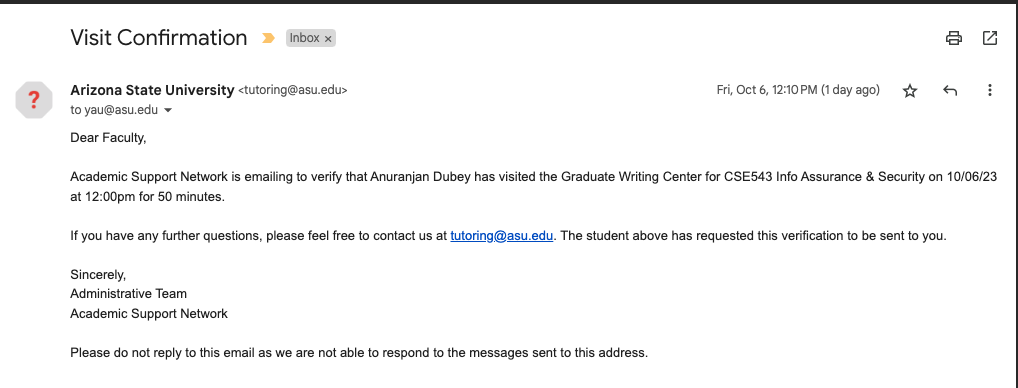 Visit Confirmation Inbox ×
Arizona State University <tutoring@asu.edu> Fri, Oct 6, 12:10 PM (1 day ago)
?
to yau@asu.edu
Dear Faculty,
Academic Support Network is emailing to verify that Anuranjan Dubey has visited the Graduate Writing Center for CSE543 Info Assurance & Security on 10/06/23
at 12:00pm for 50 minutes.
If you have any further questions, please feel free to contact us at tutoring@asu.edu. The student above has requested this verification to be sent to you.
Sincerely,
Administrative Team
Academic Support Network
Please do not reply to this email as we are not able to respond to the messages sent to this address.